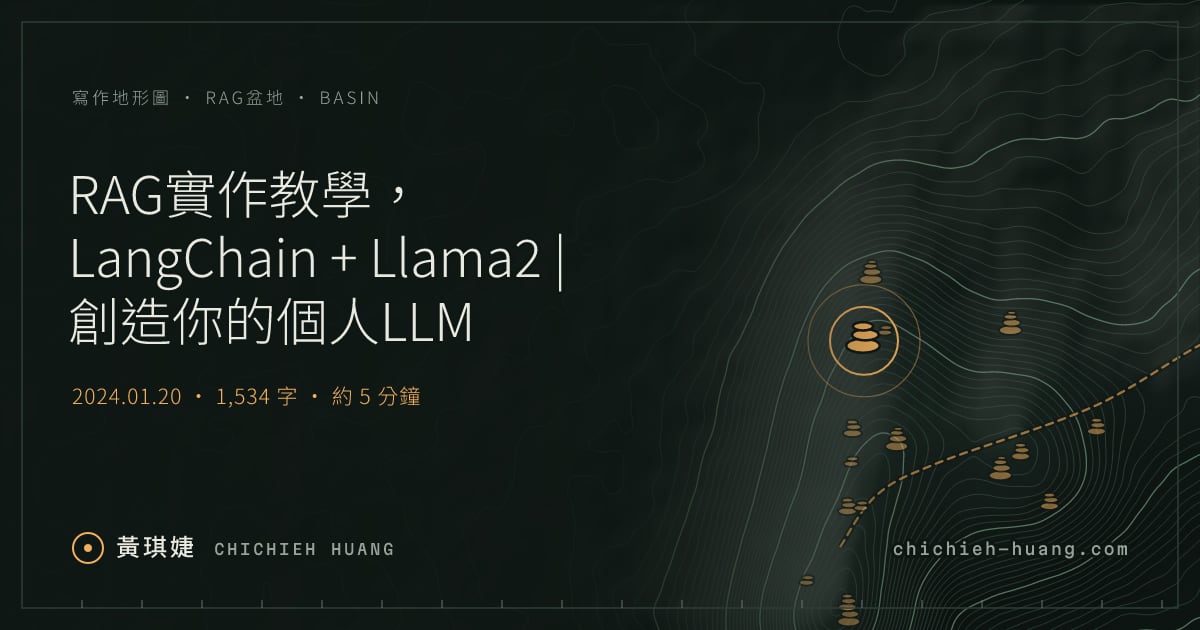 寫作地形圖 · RAG盆地 · BASIN
RAG實作教學，
LangChain + Llama2 |
創造你的個人LLM
2024.01.20 · 1,534 字 · 約 5 分鐘
黃琪婕 CHICHIEH HUANG
chichieh-huang.com